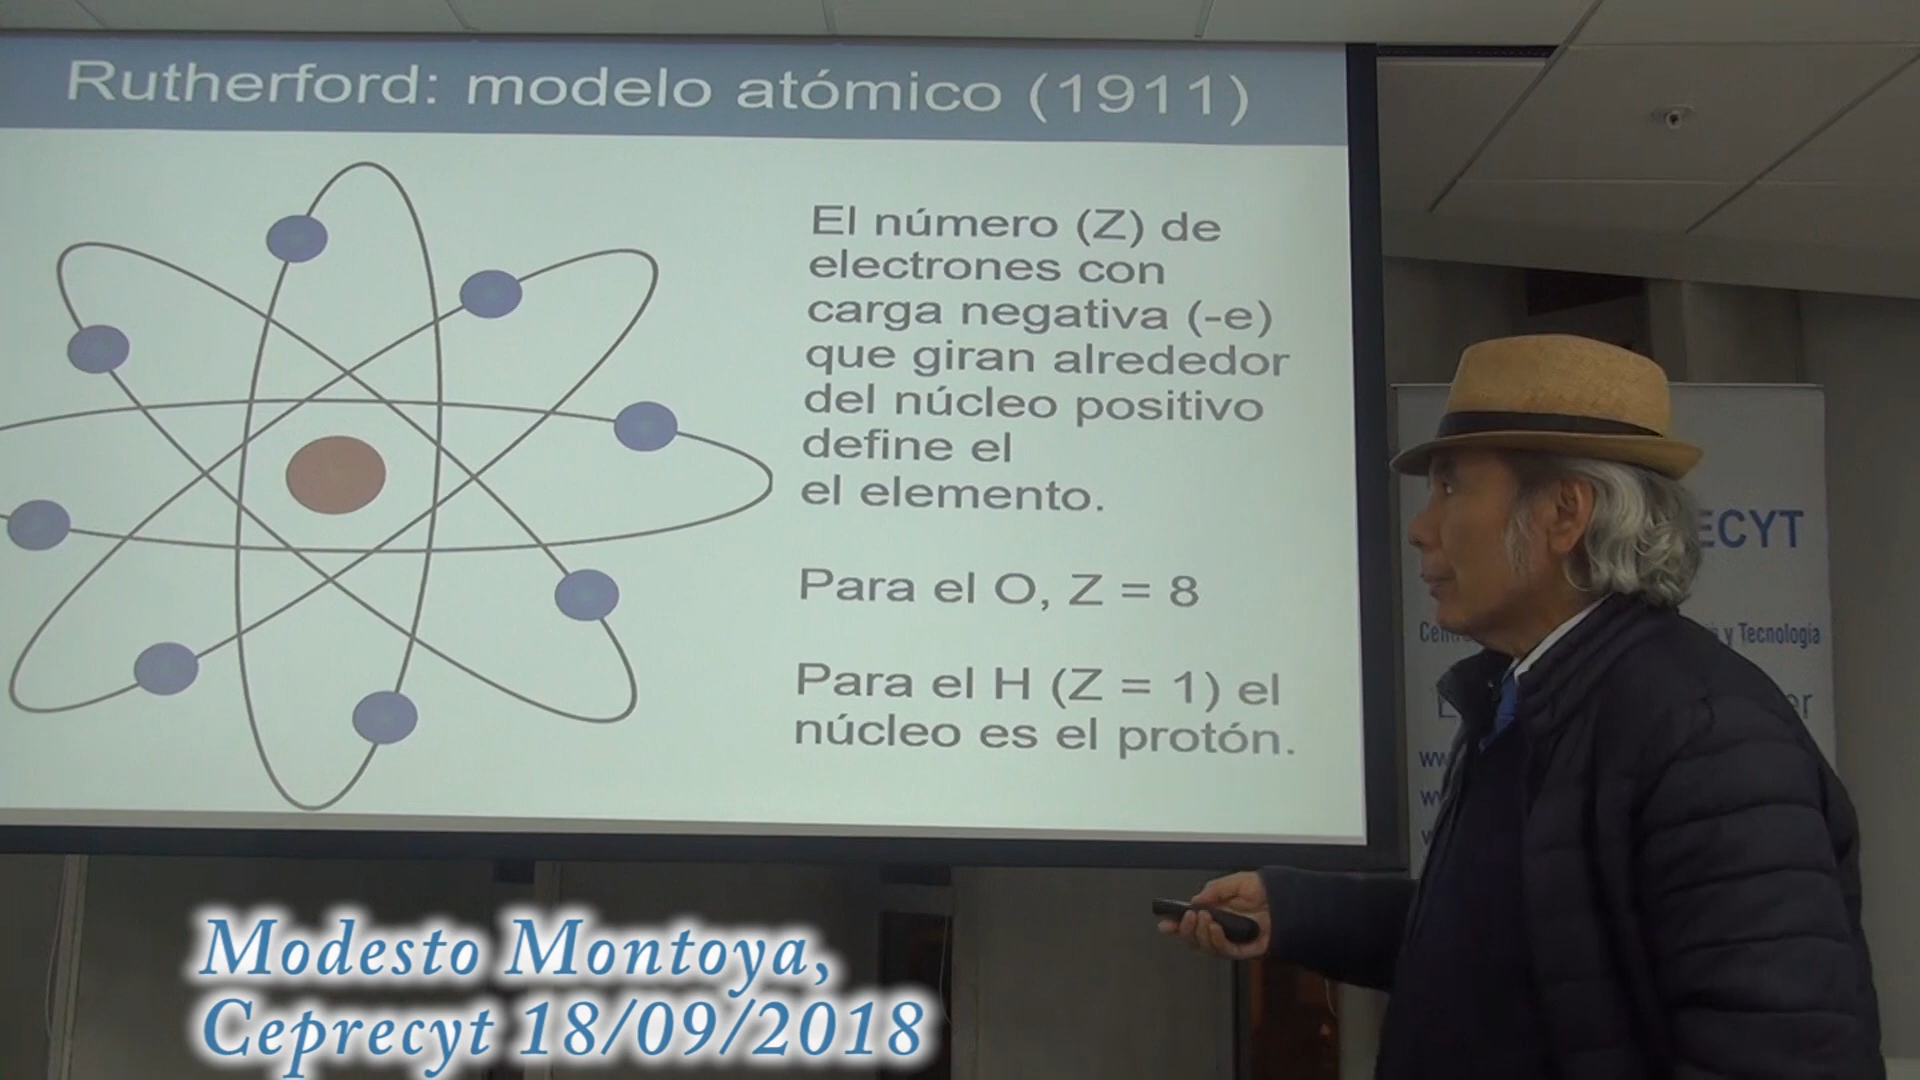 Rutherford: modelo atómico (1911)
El número (Z) de
electrones con
carga negativa (-e)
que giran alrededor
del núcleo positivo
define el
el elemento.
Para el O, Z = 8
Para el H (Z = 1) el
núcleo es el protón.
ECYT
y Tecnología
Modesto Montoya,
Ceprecyt 18/09/2018